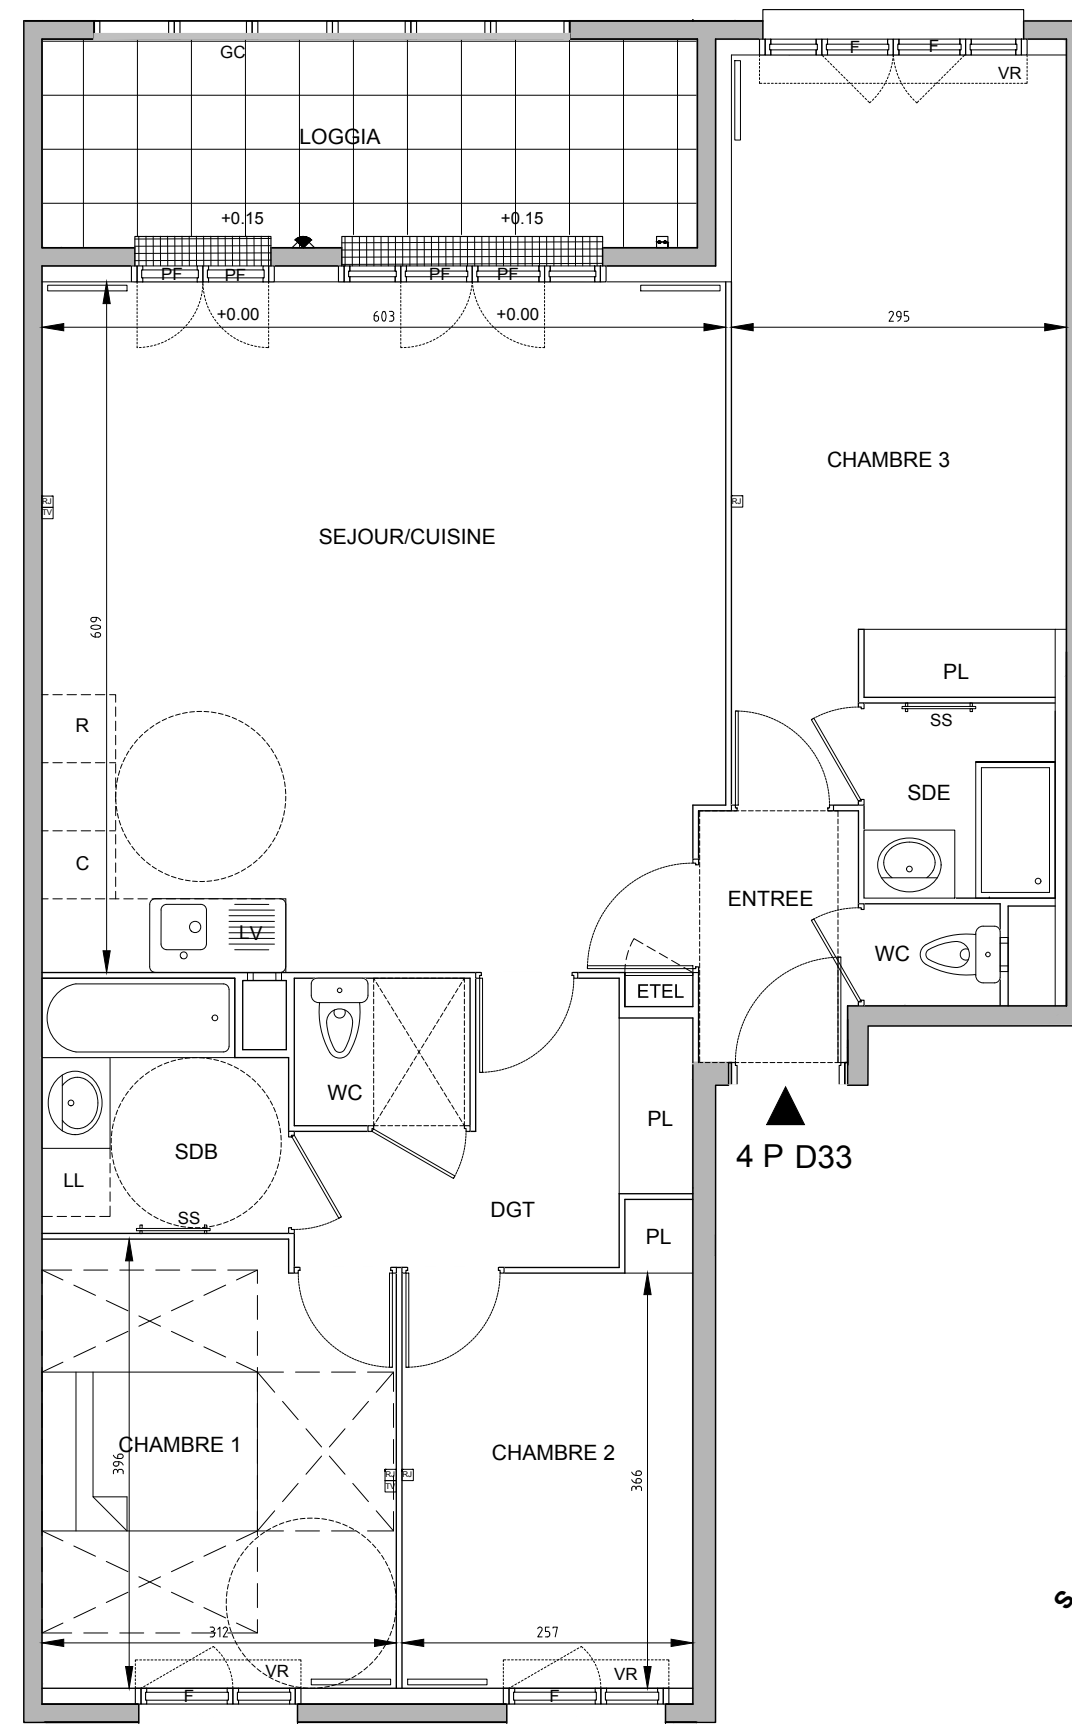 GC
F
F
VR
LOGGIA
+0.15
+0.15
PF
PF
PF
PF
+0.00
+0.00
603
295
CHAMBRE 3
RJ
TV
RJ
SEJOUR/CUISINE
609
PL
SS
R
SDE
C
ENTREE
LV
WC
ETEL
WC
PL
4 P D33
SDB
LL
SS
DGT
PL
CHAMBRE 1
396
CHAMBRE 2
RJ
RJ
TV
366
S
312
257
VR
VR
F
F